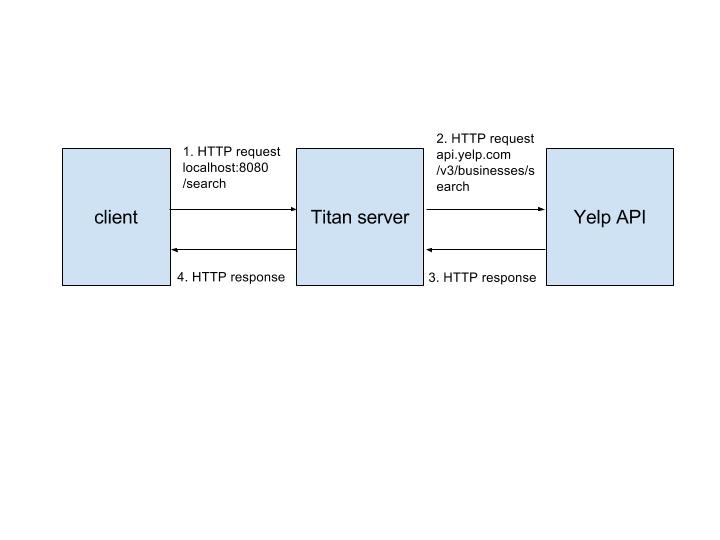 1. HTTP request
localhost:8080
/search
2. HTTP request
api.yelp.com
/v3/businesses/s
earch
client
Titan server
Yelp API
4. HTTP response
3. HTTP response